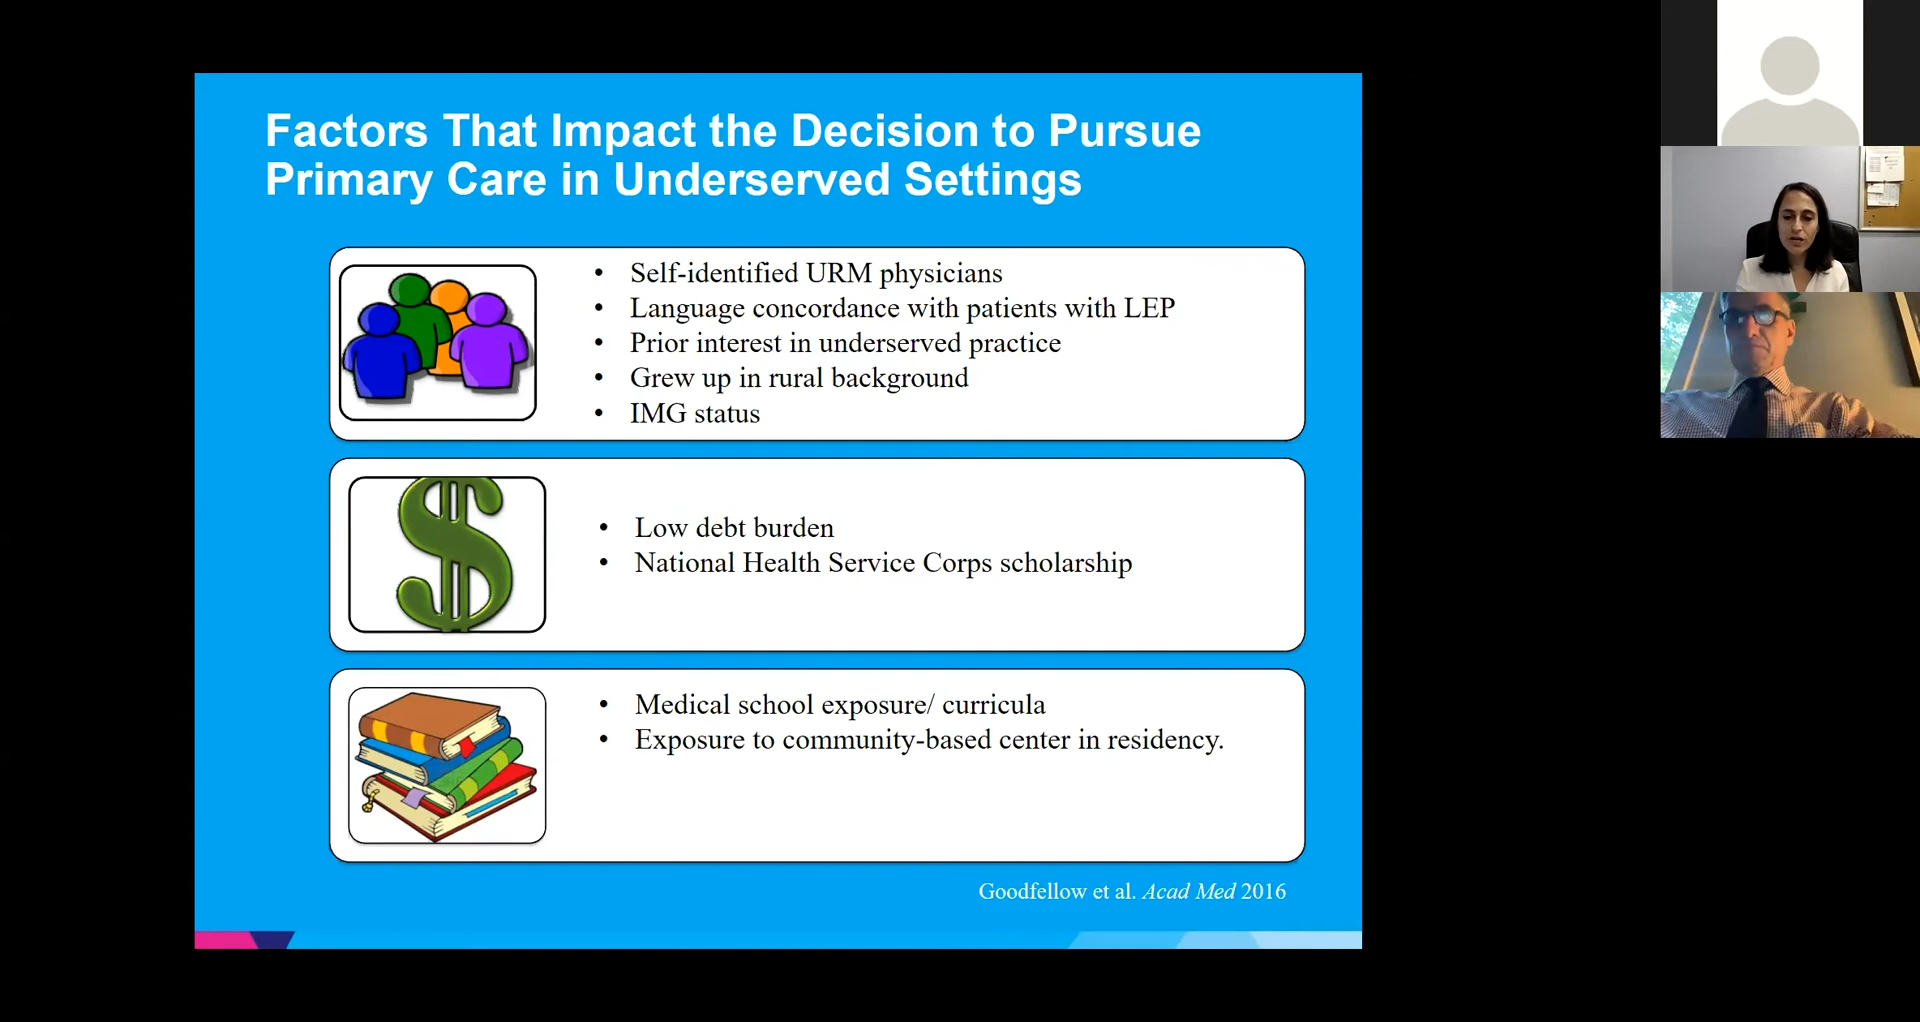 Factors That Impact the Decision to Pursue
Primary Care in Underserved Settings
• Self-identified URM physicians
• Language concordance with patients with LEP
• Prior interest in underserved practice
• Grew up in rural background
• IMG status
• Low debt burden
• National Health Service Corps scholarship
• Medical school exposure/ curricula
• Exposure to community-based center in residency.
Goodfellow et al. Acad Med 2016